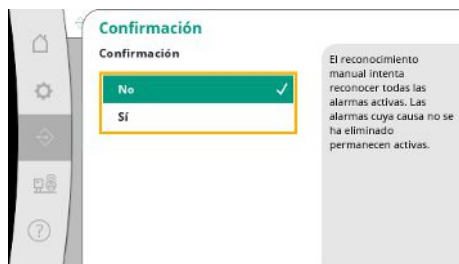 Confirmación
Confirmación
No
Sí
El reconocimiento
manual intenta
reconocer todas las
alarmas activas. Las
alarmas cuya causa no se
ha eliminado
permanecen activas.